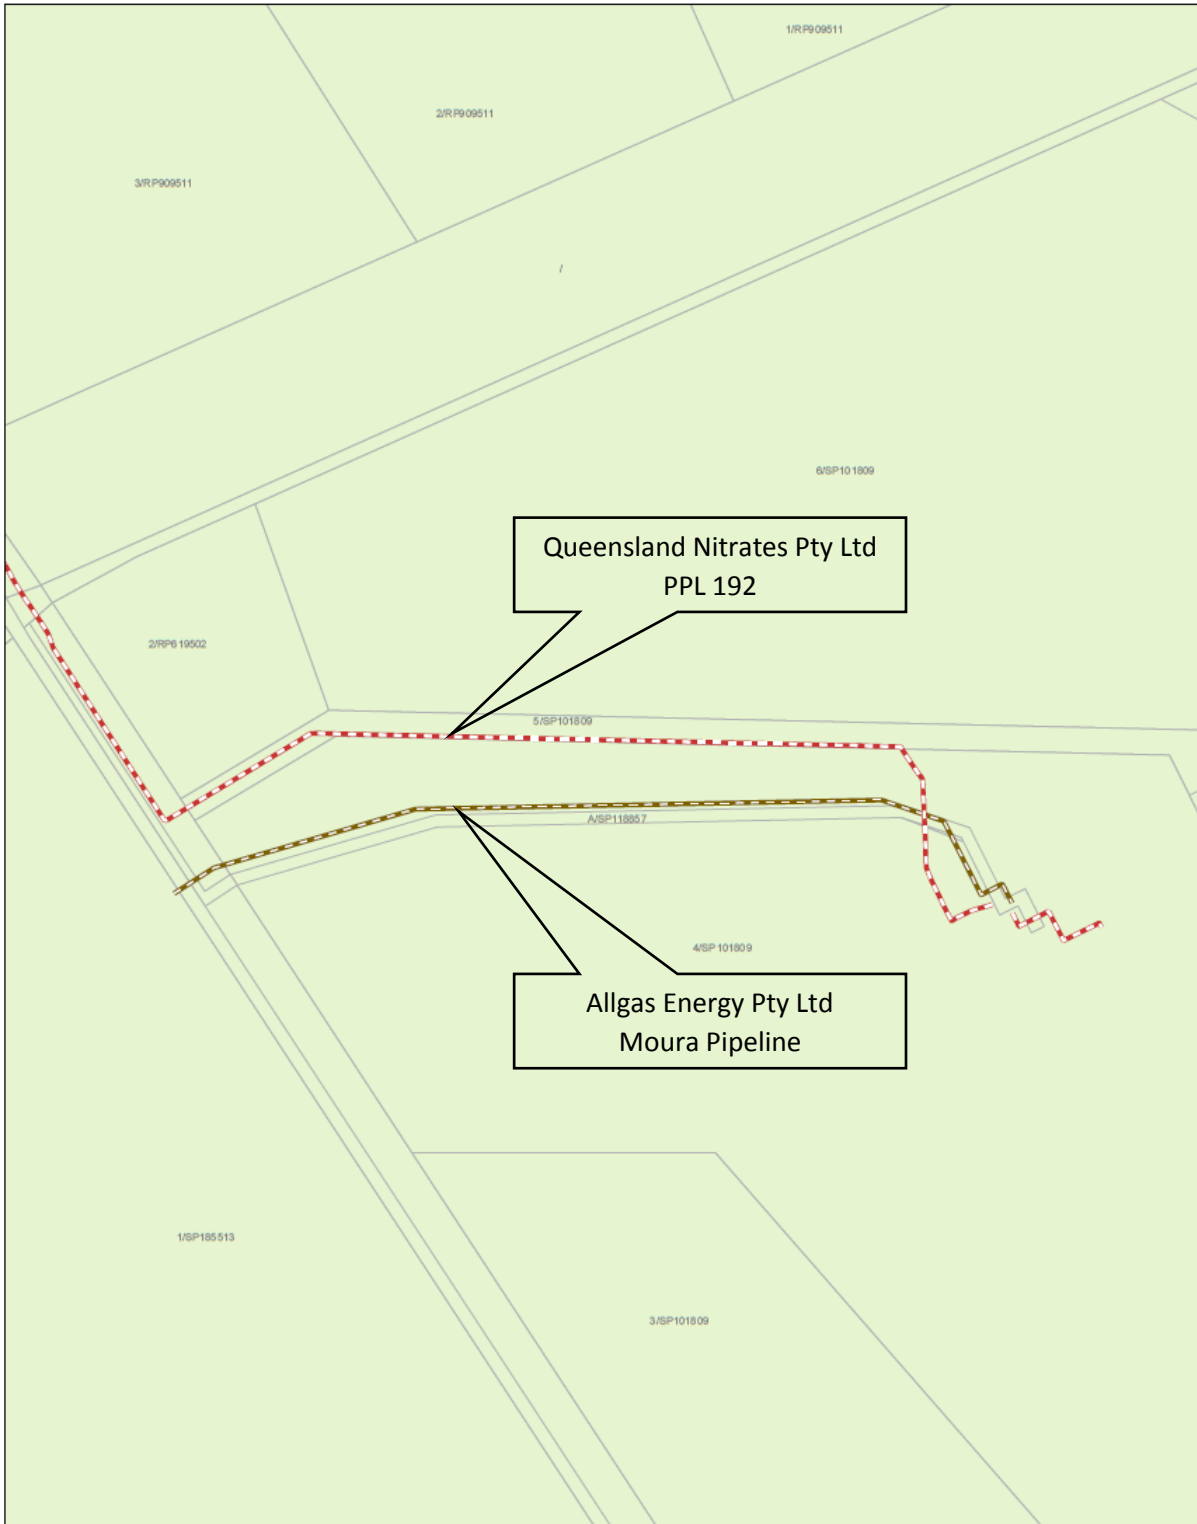 1/RP909511
2/RP909511
3/RP909511
/
6/SP101809
Queensland Nitrates Pty Ltd
PPL 192
2/RP619502
5/SP101809
A/SP118857
4/SP101809
Allgas Energy Pty Ltd
Moura Pipeline
1/SP185513
3/SP101809